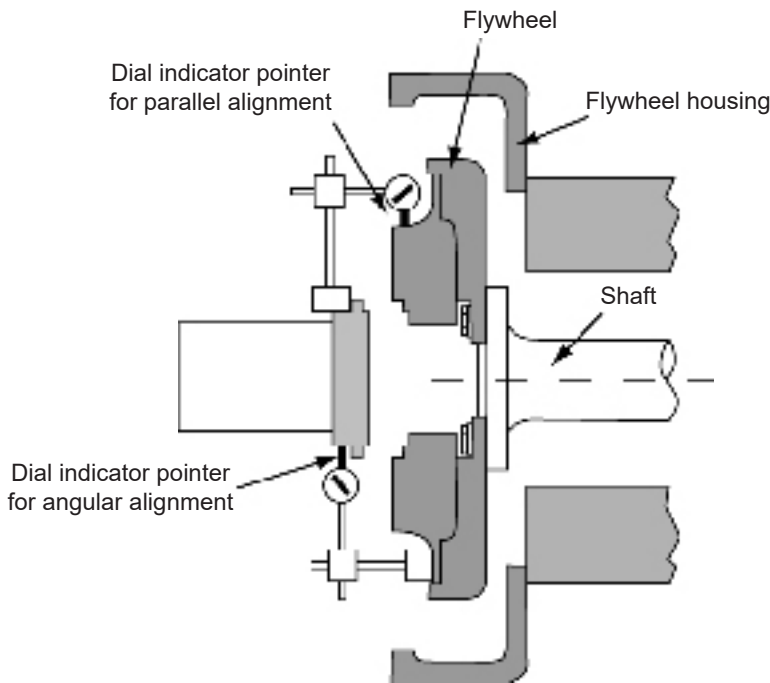 Flywheel
Dial indicator pointer
for parallel alignment
Flywheel housing
Shaft
Dial indicator pointer
for angular alignment